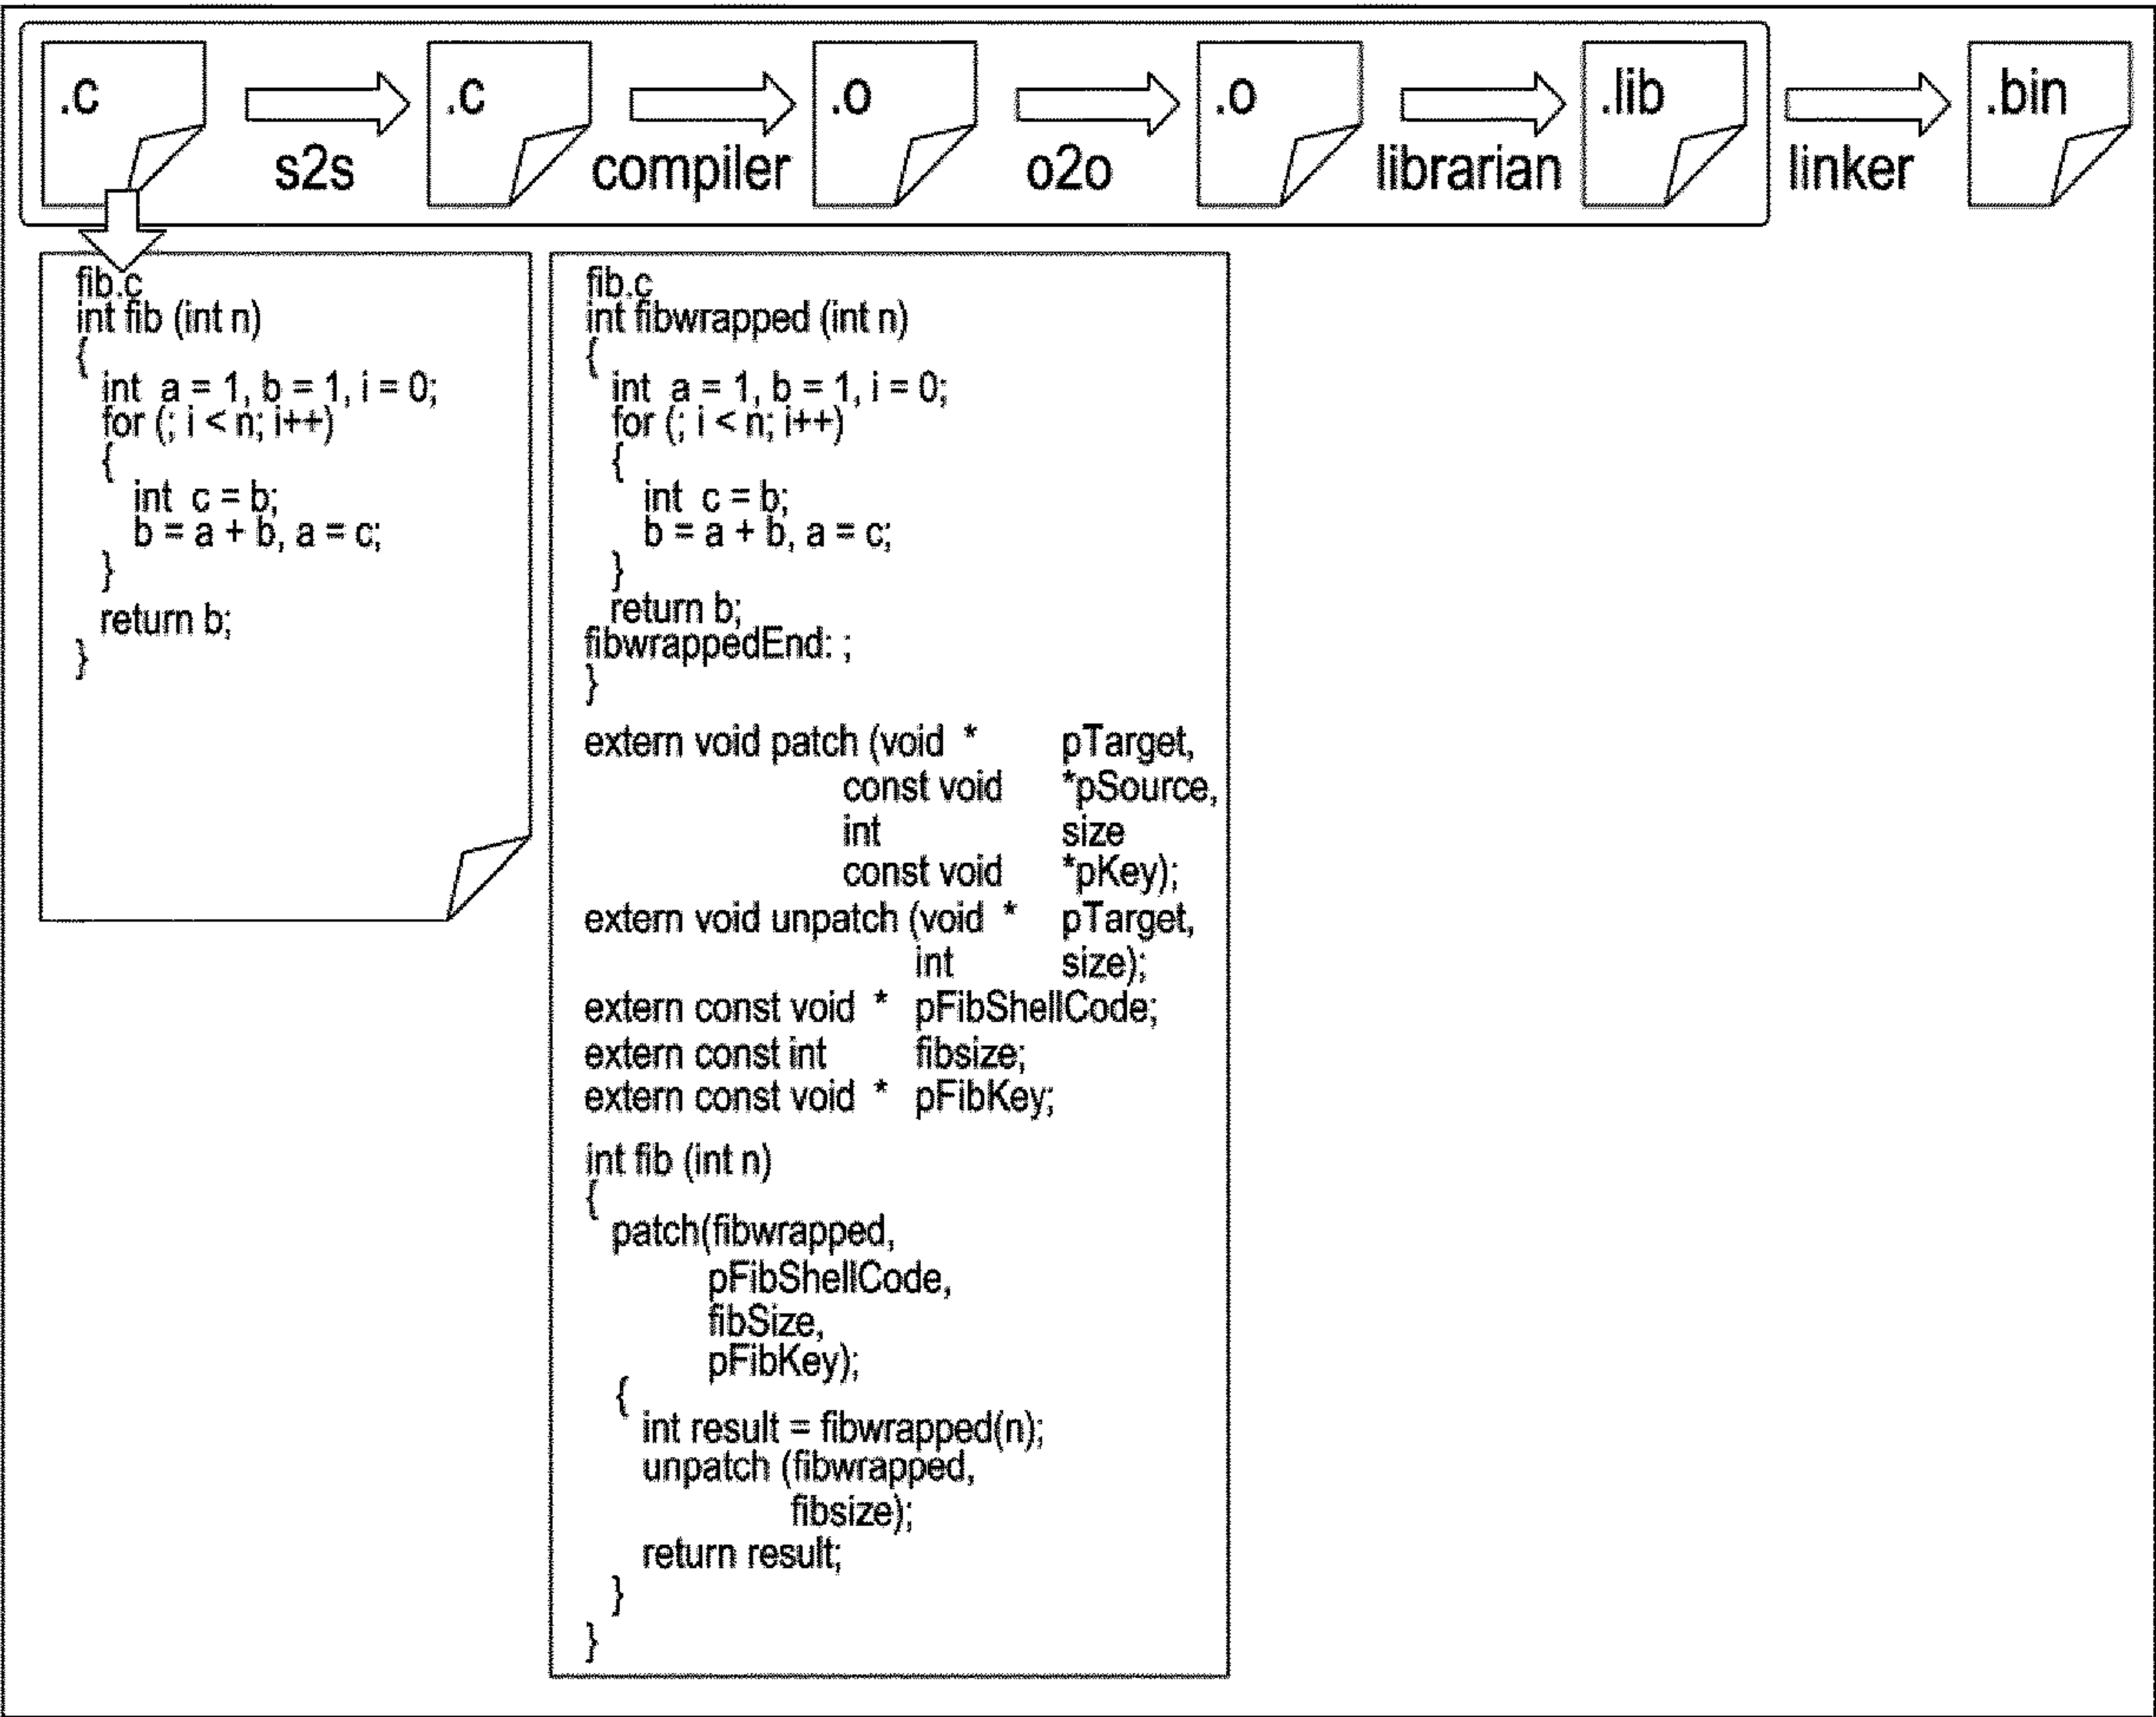 .c .c .o .o .lib .bin
s2s compiler o2o librarian linker
fib.c
int fib (int n)
{
int a = 1, b = 1, i = 0;
for (; i < n; i++)
{
int c = b;
b = a + b, a = c;
}
return b;
}
fib.c
int fibwrapped (int n)
{
int a = 1, b = 1, i = 0;
for (; i < n; i++)
{
int c = b;
b = a + b, a = c;
}
return b;
fibwrappedEnd: ;
}
extern void patch (void * pTarget,
const void *pSource,
int size
const void *pKey);
extern void unpatch (void * pTarget,
int size);
extern const void * pFibShellCode;
extern const int fibsize;
extern const void * pFibKey;
int fib (int n)
{
patch(fibwrapped,
pFibShellCode,
fibSize,
pFibKey);
{
int result = fibwrapped(n);
unpatch (fibwrapped,
fibsize);
return result;
}
}